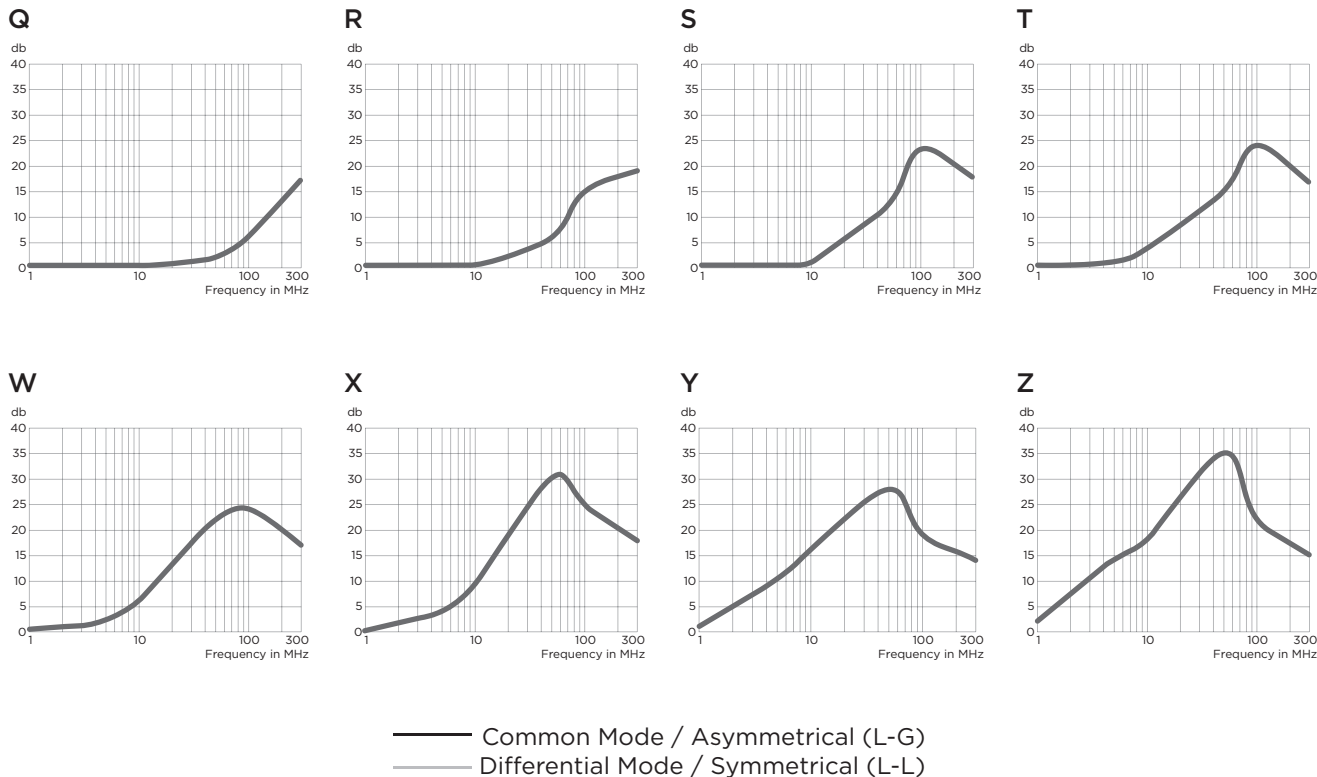 Q R S T
db db db db
40 40 40 40
35 35 35 35
30 30 30 30
25 25 25 25
20 20 20 20
15 15 15 15
10 10 10 10
5 5 5 5
0 0 0 0
1 10 100 300 1 10 100 300 1 10 100 300 1 10 100 300
Frequency in MHz Frequency in MHz Frequency in MHz Frequency in MHz
W X Y Z
db db db db
40 40 40 40
35 35 35 35
30 30 30 30
25 25 25 25
20 20 20 20
15 15 15 15
10 10 10 10
5 5 5 5
0 0 0 0
1 10 100 300 1 10 100 300 1 10 100 300 1 10 100 300
Frequency in MHz Frequency in MHz Frequency in MHz Frequency in MHz
Common Mode / Asymmetrical (L-G)
Differential Mode / Symmetrical (L-L)